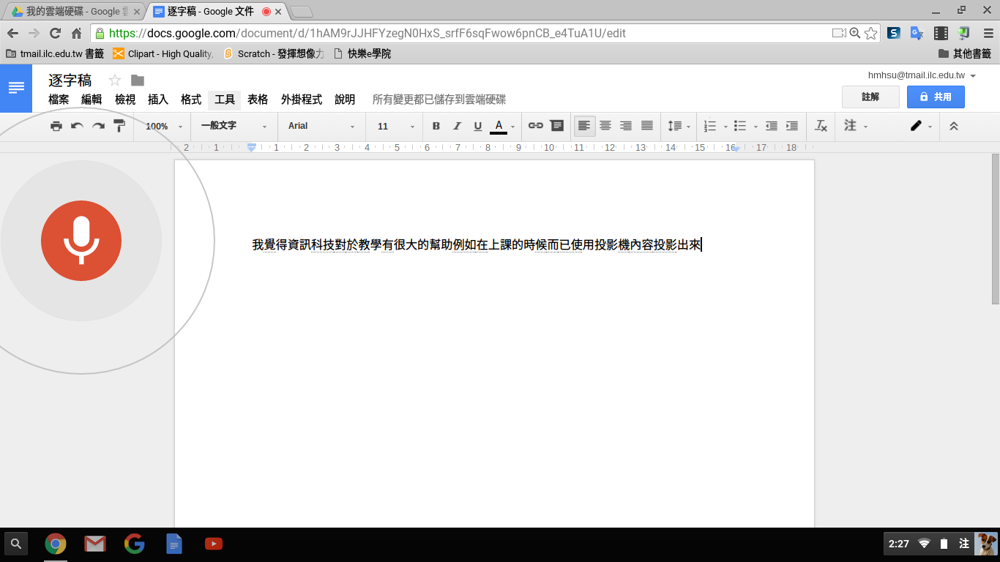 我的雲端硬碟 - Google
逐字稿 - Google 文件
https://docs.google.com/document/d/1hAM9rJJHFYzegN0HxS_srfF6sqFwow6pnCB_e4TuA1U/edit
tmail.ilc.edu.tw 書籤 Clipart - High Quality, Scratch - 發揮想像力 快樂e學院 其他書籤
逐字稿
hmhsu@tmail.ilc.edu.tw
檔案 編輯 檢視 插入 格式 工具 表格 外掛程式 說明 所有變更都已儲存到雲端硬碟
註解 共用
100% 一般文字 Arial 11 B I U A 注
2 1 1 2 3 4 5 6 7 8 9 10 11 12 13 14 15 16 17 18
我覺得資訊科技對於教學有很大的幫助例如在上課的時候而已使用投影機內容投影出來
2:27 注